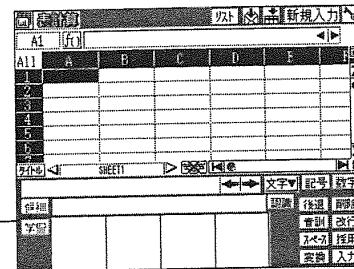 表計算 リスト 新規入力
A1 f()
All A B C D E
1
2
3
4
5
6
タイトル SHEET1
文字▼ 記号 数字
候補 認識 後退 削除
学習 音訓 改行
スペース 採用
変換 入力